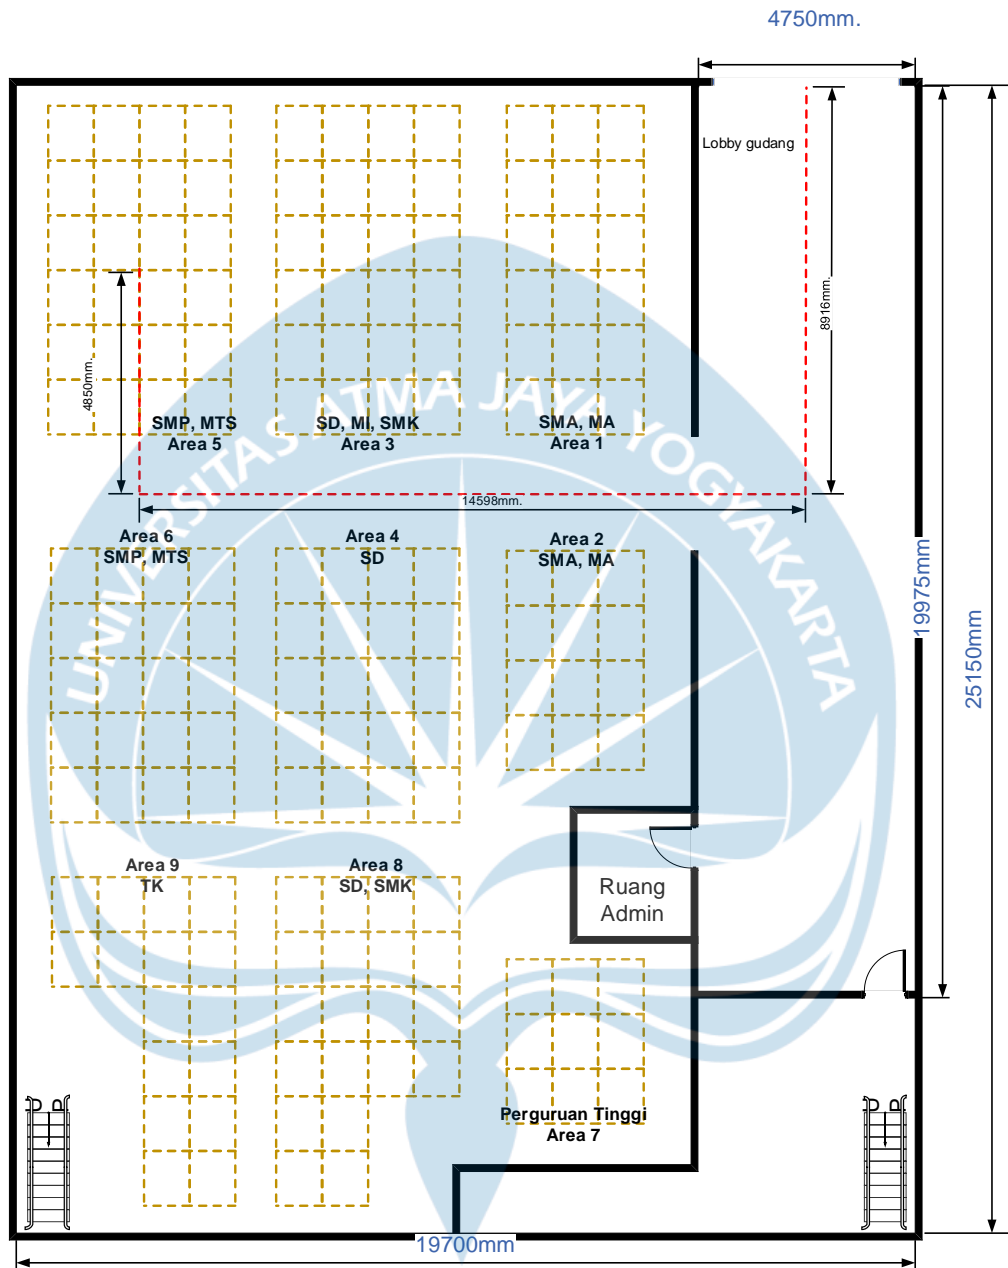 4750mm.
Lobby gudang
8916mm.
4850mm.
SMP, MTS
Area 5
SD, MI, SMK
Area 3
SMA, MA
Area 1
UNIVERSITAS ATMA JAYA YOGYAKARTA
14598mm.
Area 6
SMP, MTS
Area 4
SD
Area 2
SMA, MA
19975mm
25150mm
Area 9
TK
Area 8
SD, SMK
Ruang
Admin
Perguruan Tinggi
Area 7
19700mm